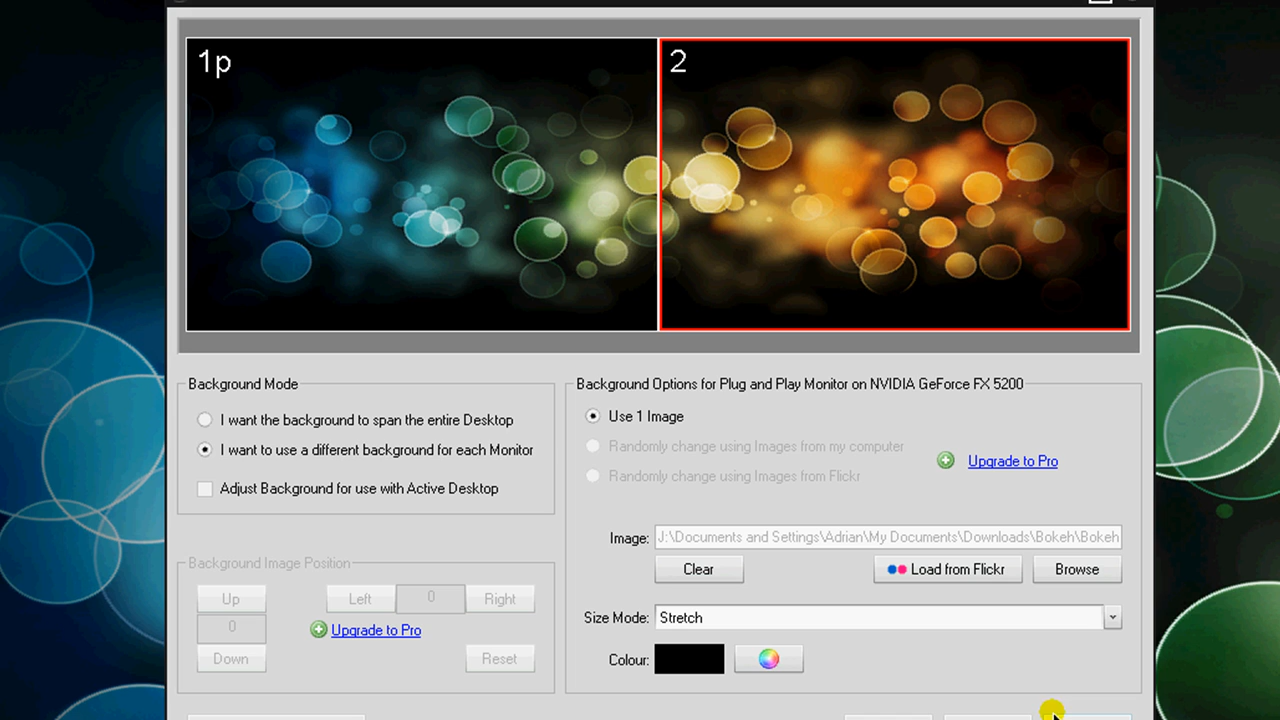 1p
2
Background Mode
I want the background to span the entire Desktop
I want to use a different background for each Monitor
Adjust Background for use with Active Desktop
Background Image Position
Up
Left
0
Right
0
Upgrade to Pro
Down
Reset
Background Options for Plug and Play Monitor on NVIDIA GeForce FX 5200
Use 1 Image
Randomly change using Images from my computer
Randomly change using Images from Flickr
Upgrade to Pro
Image: J:\Documents and Settings\Adrian\My Documents\Downloads\Bokeh\Bokeh
Clear
Load from Flickr
Browse
Size Mode: Stretch
Colour: